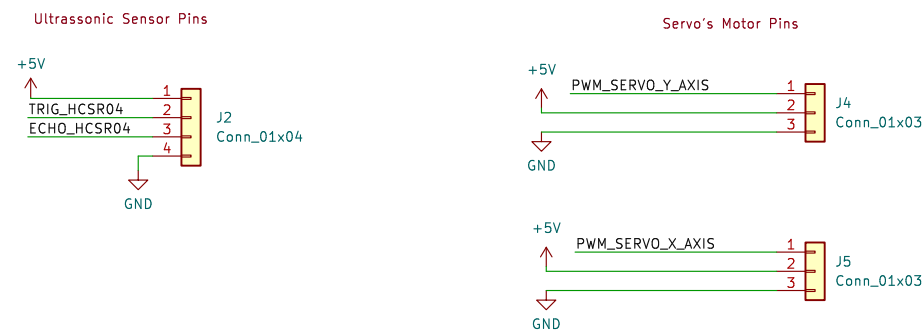 Ultrassonic Sensor Pins
+5V
1
TRIG_HCSR04
2
ECHO_HCSR04
3
4
J2
Conn_01x04
GND
Servo's Motor Pins
+5V
PWM_SERVO_Y_AXIS
1
2
3
J4
Conn_01x03
GND
+5V
PWM_SERVO_X_AXIS
1
2
3
J5
Conn_01x03
GND